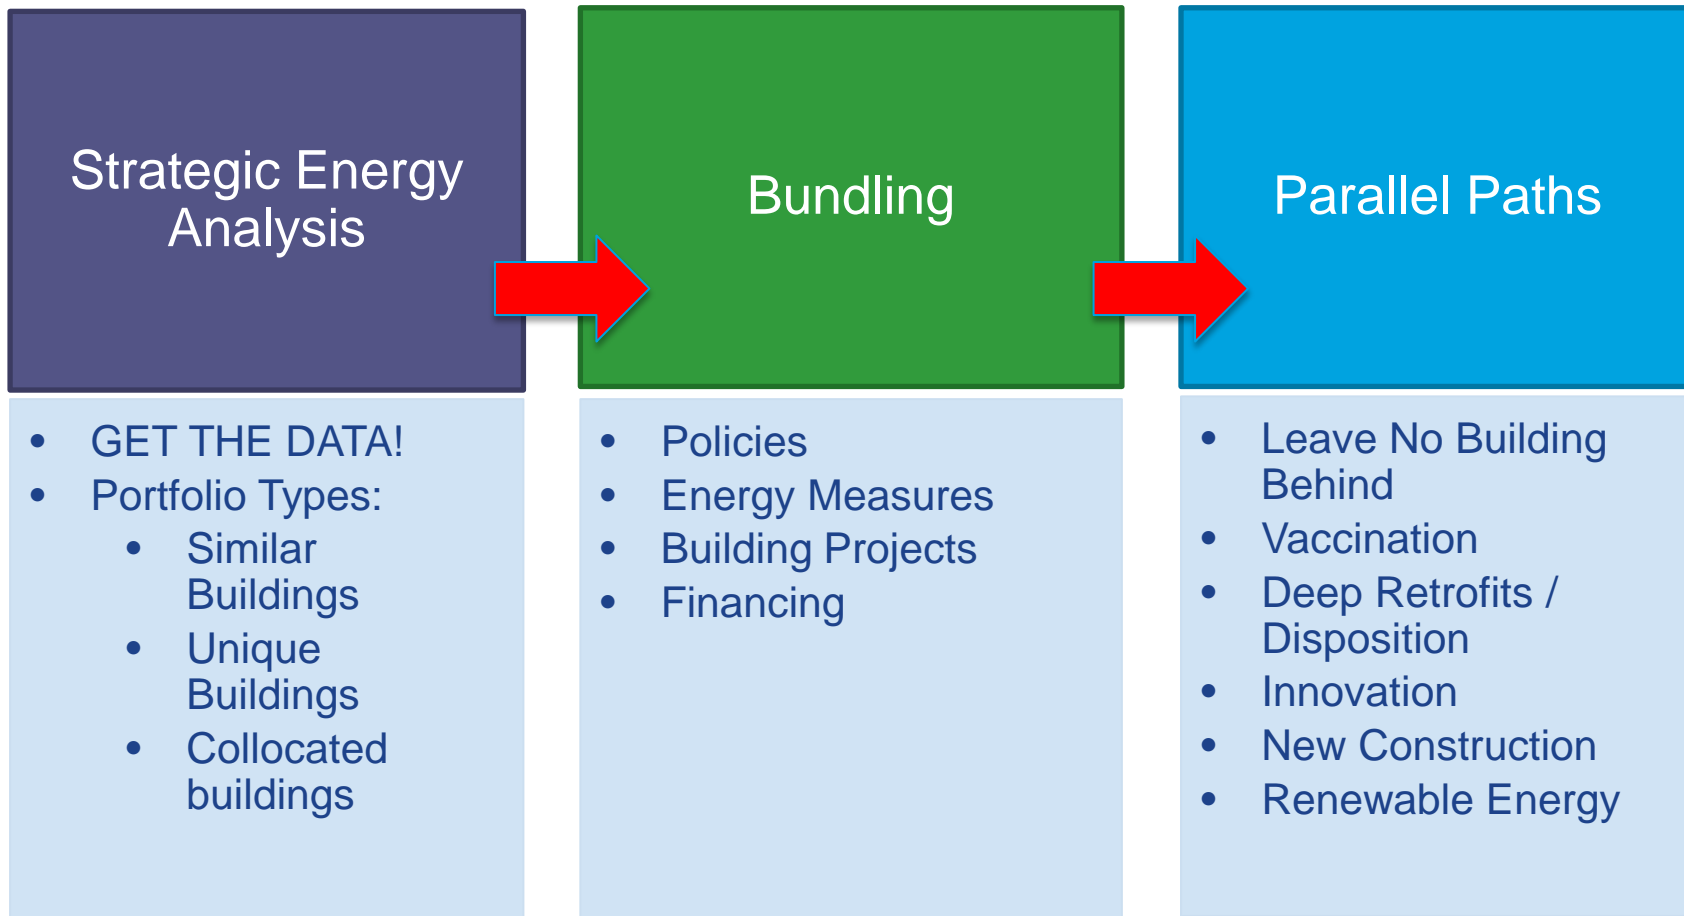 Strategic Energy
Analysis
• GET THE DATA!
• Portfolio Types:
• Similar
Buildings
• Unique
Buildings
• Collocated
buildings
Bundling
• Policies
• Energy Measures
• Building Projects
• Financing
Parallel Paths
• Leave No Building
Behind
• Vaccination
• Deep Retrofits /
Disposition
• Innovation
• New Construction
• Renewable Energy